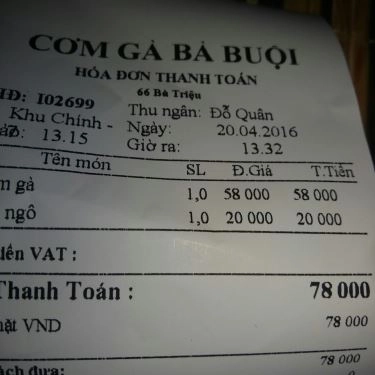 CƠM GÀ BÀ BUỘI
HÓA ĐƠN THANH TOÁN
66 Bà Triệu
ID: I02699 Thu ngân: Đỗ Quân
Khu Chính - Ngày: 20.04.2016
13.15 Giờ ra: 13.32
Tên món SL Đ.Giá T.Tiền
gà 1,0 58 000 58 000
ngô 1,0 20 000 20 000
VAT :
Thanh Toán : 78 000
VND 78 000
78 000